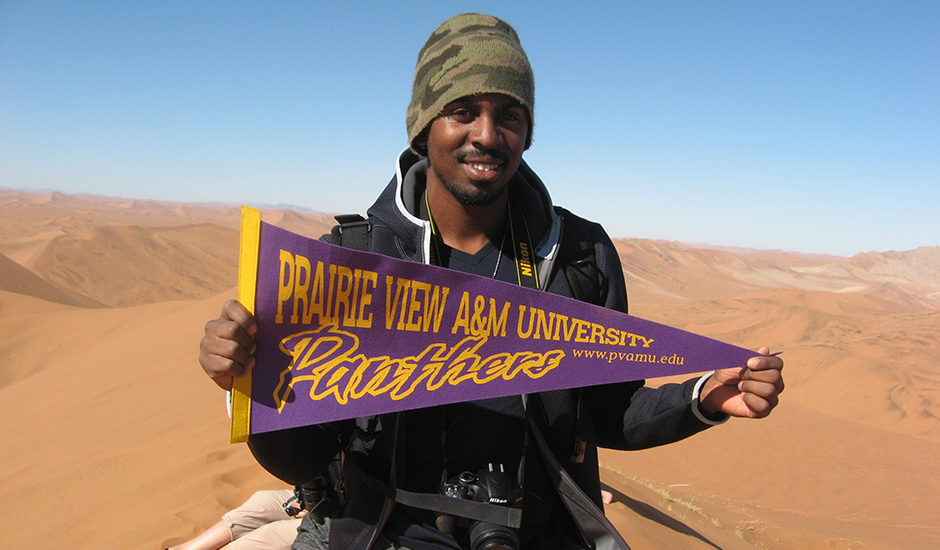 PRAIRIE VIEW A&M UNIVERSITY
Panthers
www.pvamu.edu
Nikon
Nikon